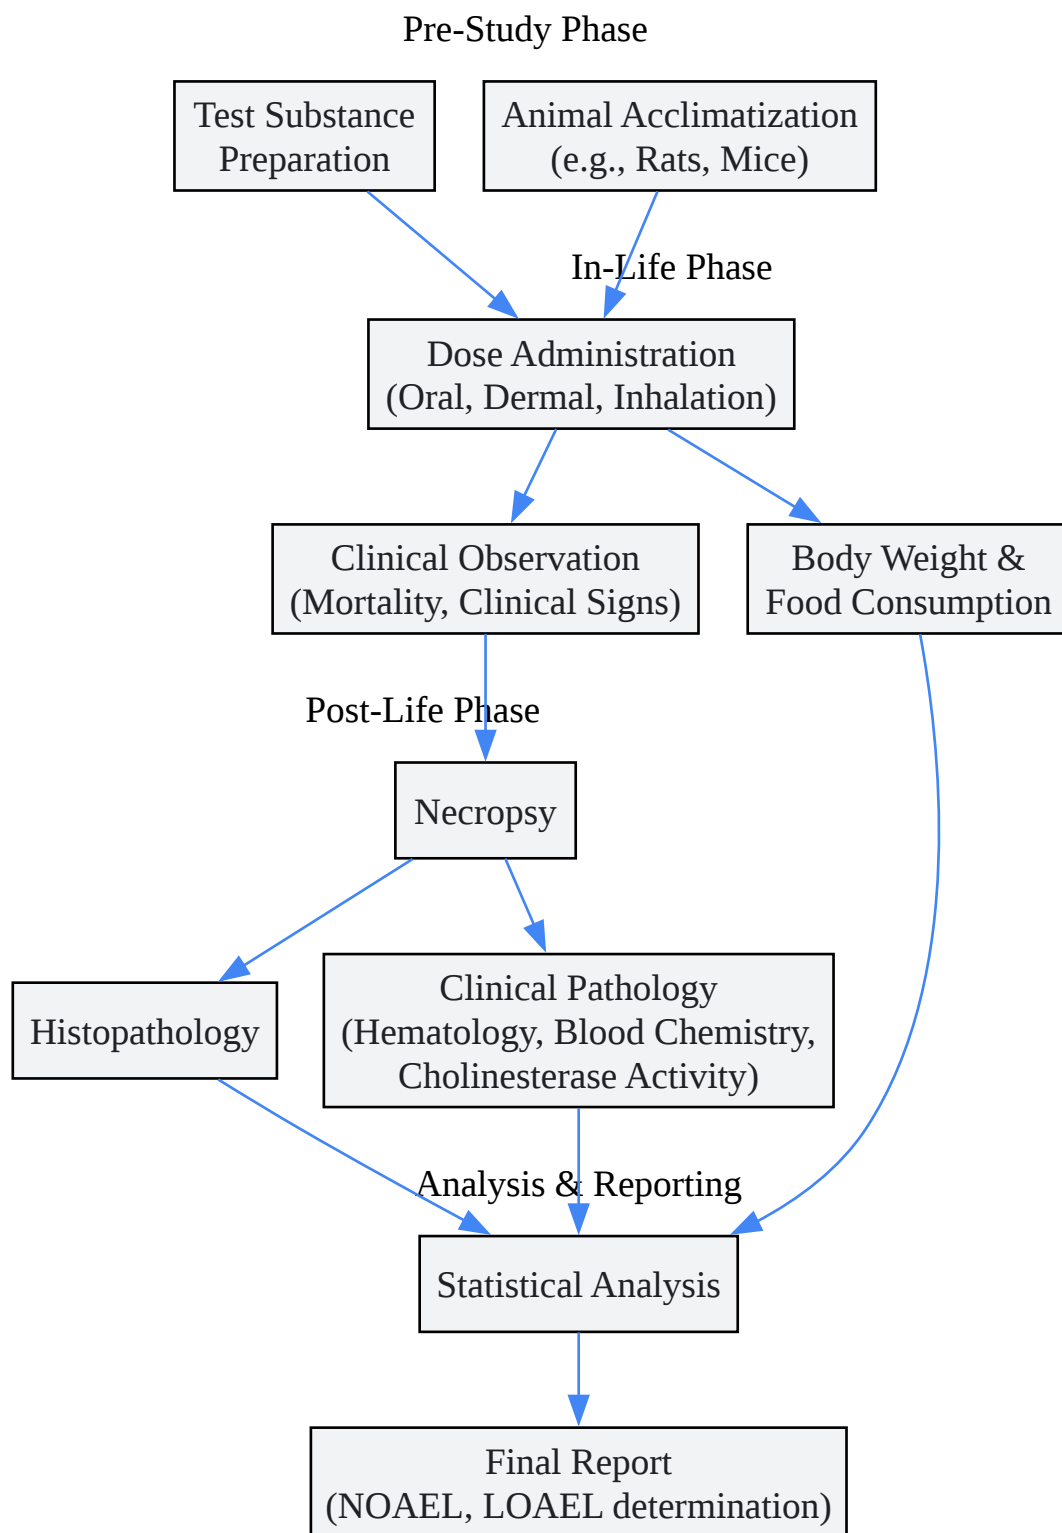 Pre-Study Phase
Test Substance
Preparation
Animal Acclimatization
(e.g., Rats, Mice)
In-Life Phase
Dose Administration
(Oral, Dermal, Inhalation)
Clinical Observation
(Mortality, Clinical Signs)
Body Weight &
Food Consumption
Post-Life Phase
Necropsy
Histopathology
Clinical Pathology
(Hematology, Blood Chemistry,
Cholinesterase Activity)
Analysis & Reporting
Statistical Analysis
Final Report
(NOAEL, LOAEL determination)